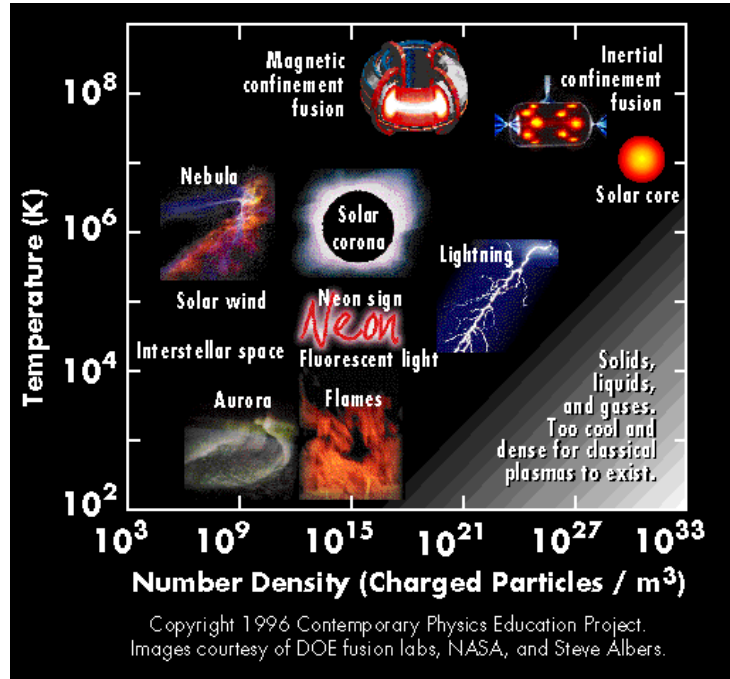 Magnetic
confinement
fusion
Inertial
confinement
fusion
Solar core
Nebula
Solar
corona
Lightning
Solar wind
Neon sign
Neon
Interstellar space
Fluorescent light
Aurora
Flames
Solids,
liquids,
and gases.
Too cool and
dense for classical
plasmas to exist.
Temperature (K)
10⁸
10⁶
10⁴
10²
10³
10⁹
10¹⁵
10²¹
10²⁷
10³³
Number Density (Charged Particles / m³)
Copyright 1996 Contemporary Physics Education Project.
Images courtesy of DOE fusion labs, NASA, and Steve Albers.